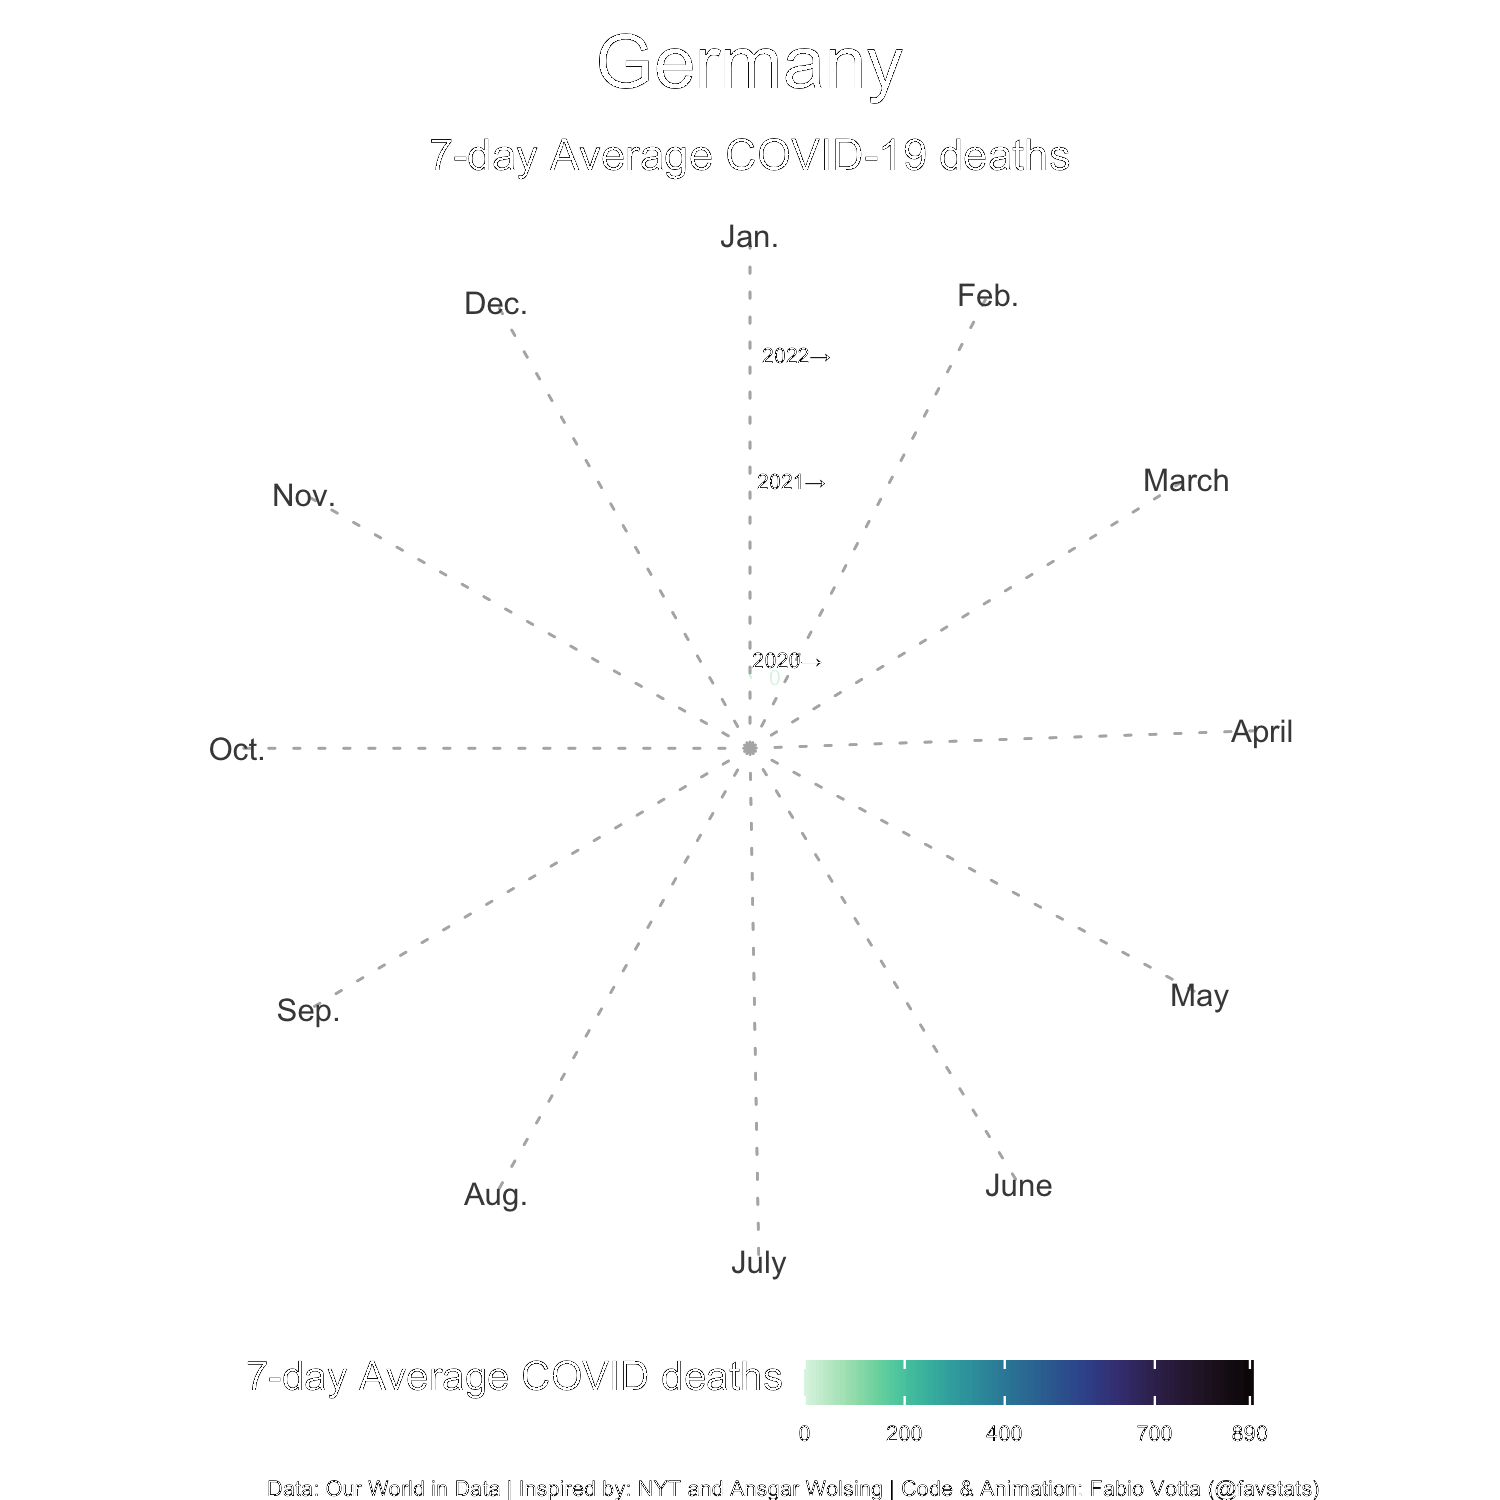 Germany
7-day Average COVID-19 deaths
Jan.
Dec.
Feb.
2022→
Nov.
March
2021→
2020→
0
Oct.
April
Sep.
May
Aug.
June
July
7-day Average COVID deaths
0 200 400 700 890
Data: Our World in Data | Inspired by: NYT and Ansgar Wolsing | Code & Animation: Fabio Votta (@favstats)